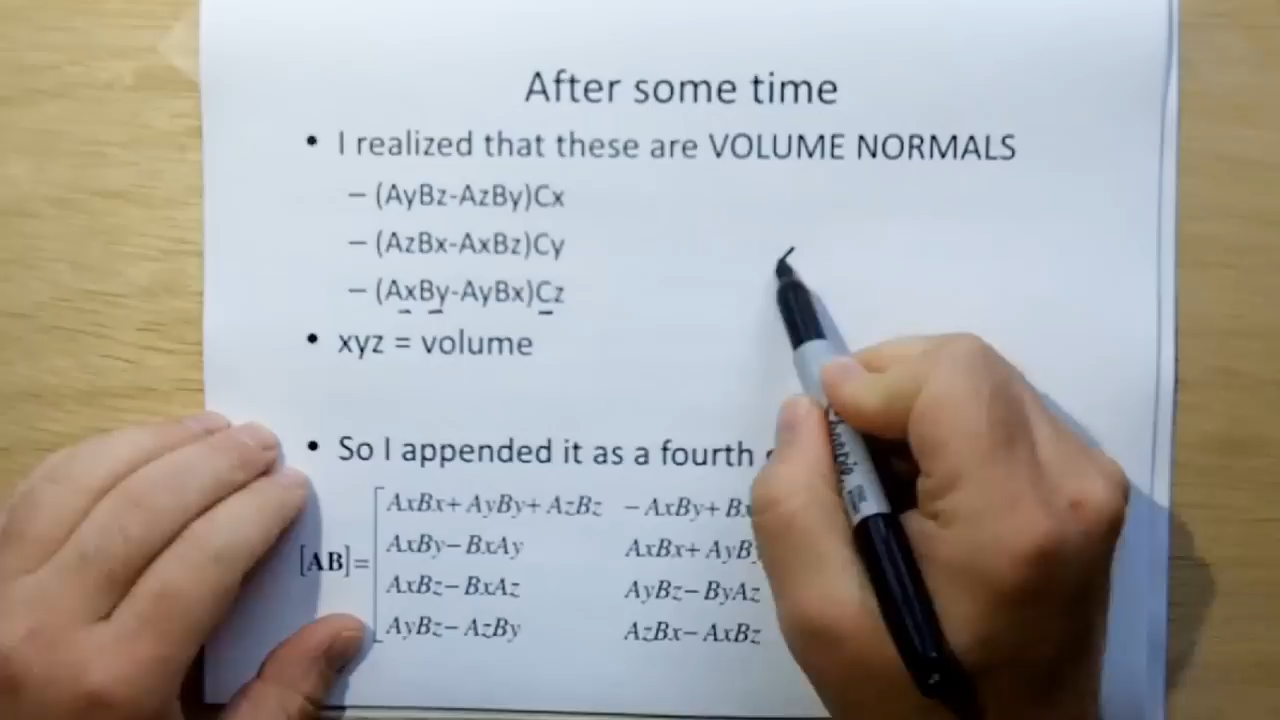 After some time
• I realized that these are VOLUME NORMALS
– (AyBz-AzBy)Cx
– (AzBx-AxBz)Cy
– (AxBy-AyBx)Cz
• xyz = volume
• So I appended it as a fourth
AxBx+ AyBy+ AzBz – AxBy+
AxBy– BxAy AxBx+
[AB]=
AxBz– BxAz AyBz– ByAz
AyBz– AzBy AzBx– AxBz
Sharpie